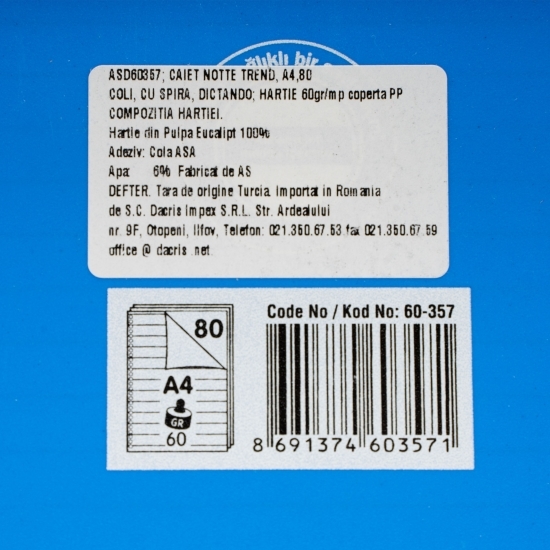 lıklı bir
ASD60357; CAIET NOTTE TREND, A4,80
COLI, CU SPIRA, DICTANDO; HARTIE 60gr/mp coperta PP
COMPOZITIA HARTIEI.
Hartie din Pulpa Eucalipt 100%
Adeziv: Cola ASA
Apa: 6% Fabricat de AS
DEFTER. Tara de origine Turcia. Importat in Romania
de S.C. Dacris Impex S.R.L. Str. Ardealului
nr. 9F, Otopeni, Ilfov, Telefon: 021.350.67.53 fax 021.350.67.59
office @ dacris .net
80
A4
GR
60
Code No / Kod No: 60-357
8 691374 603571